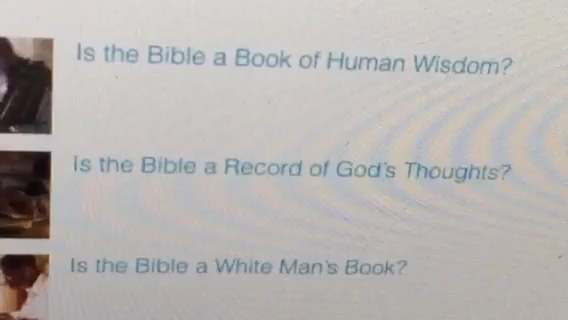 Is the Bible a Book of Human Wisdom?
Is the Bible a Record of God's Thoughts?
Is the Bible a White Man's Book?